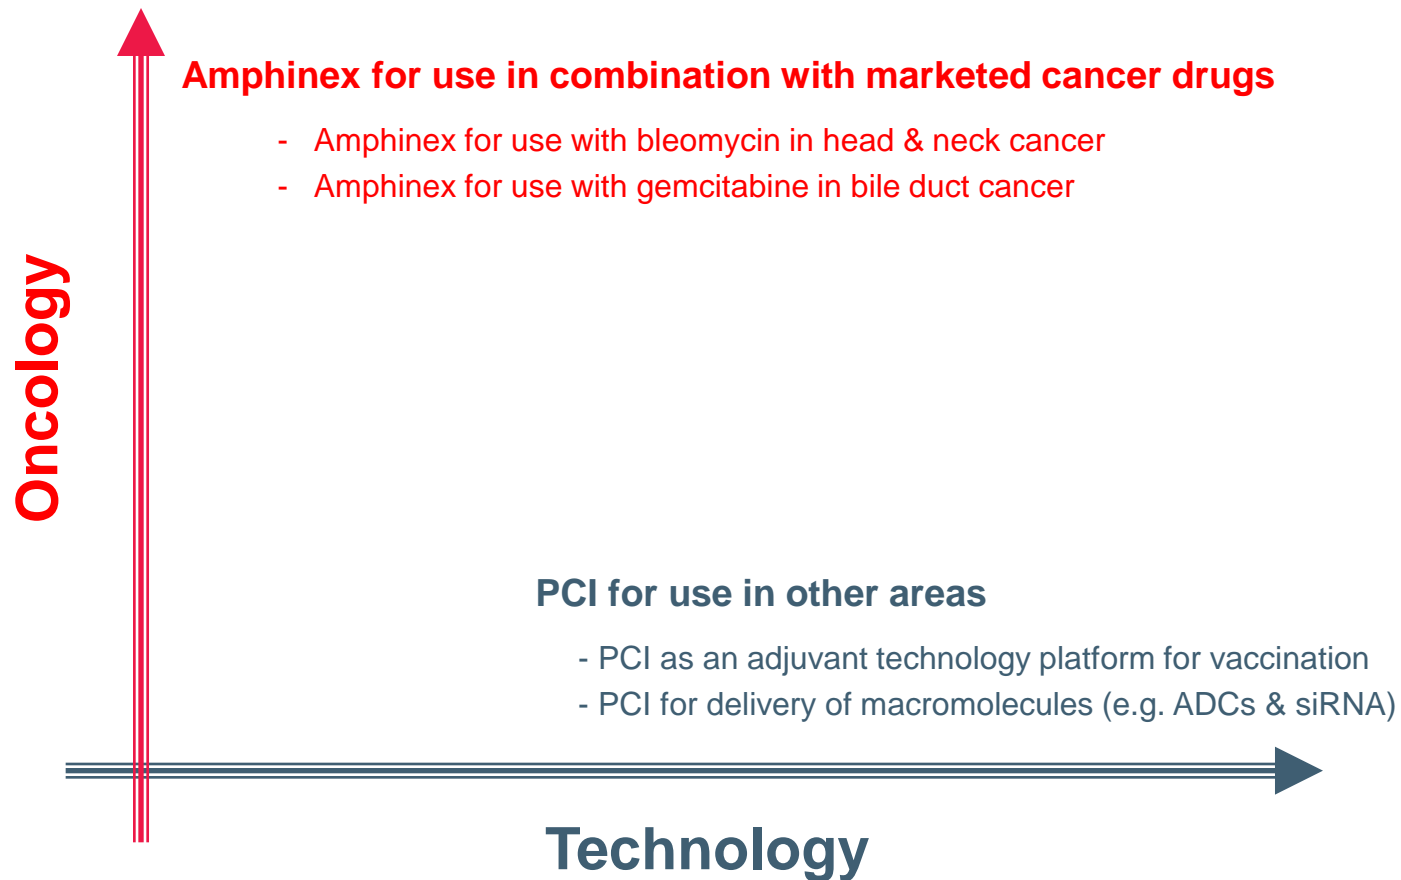 Amphinex for use in combination with marketed cancer drugs
- Amphinex for use with bleomycin in head & neck cancer
- Amphinex for use with gemcitabine in bile duct cancer
Oncology
PCI for use in other areas
- PCI as an adjuvant technology platform for vaccination
- PCI for delivery of macromolecules (e.g. ADCs & siRNA)
Technology